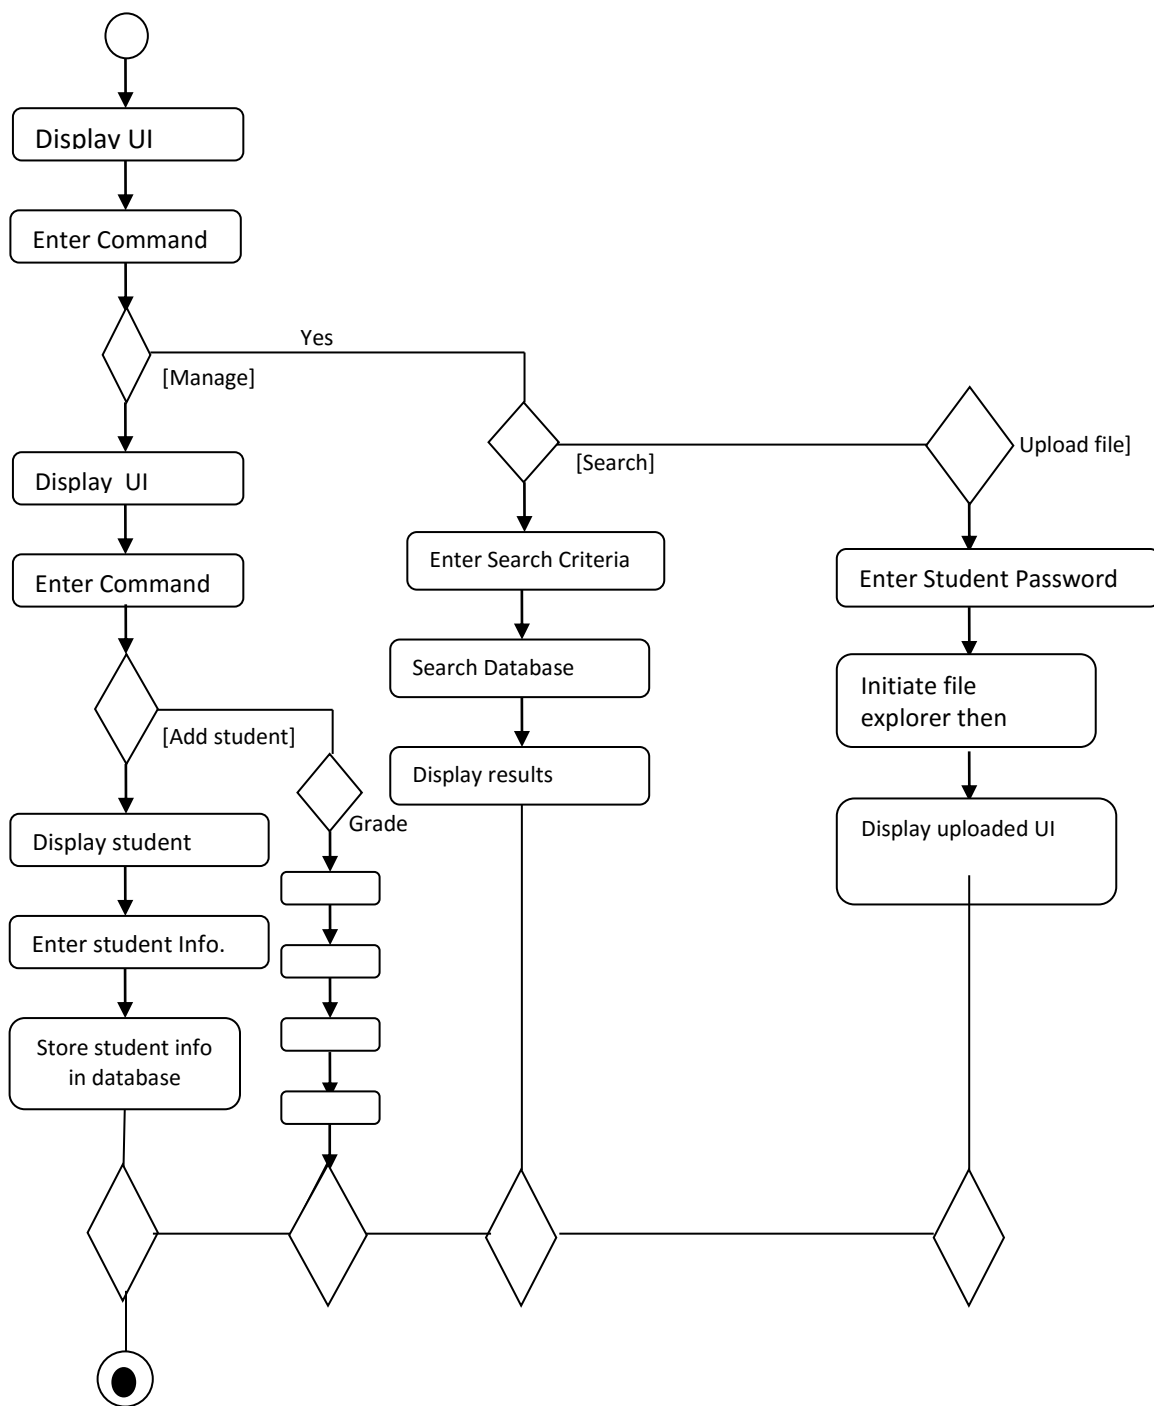 Display UI
Enter Command
Yes
[Manage]
Display  UI
[Search]
Upload file]
Enter Command
Enter Search Criteria
Enter Student Password
Search Database
Initiate file
explorer then
[Add student]
Display results
Grade
Display student
Display uploaded UI
Enter student Info.
Store student info
in database